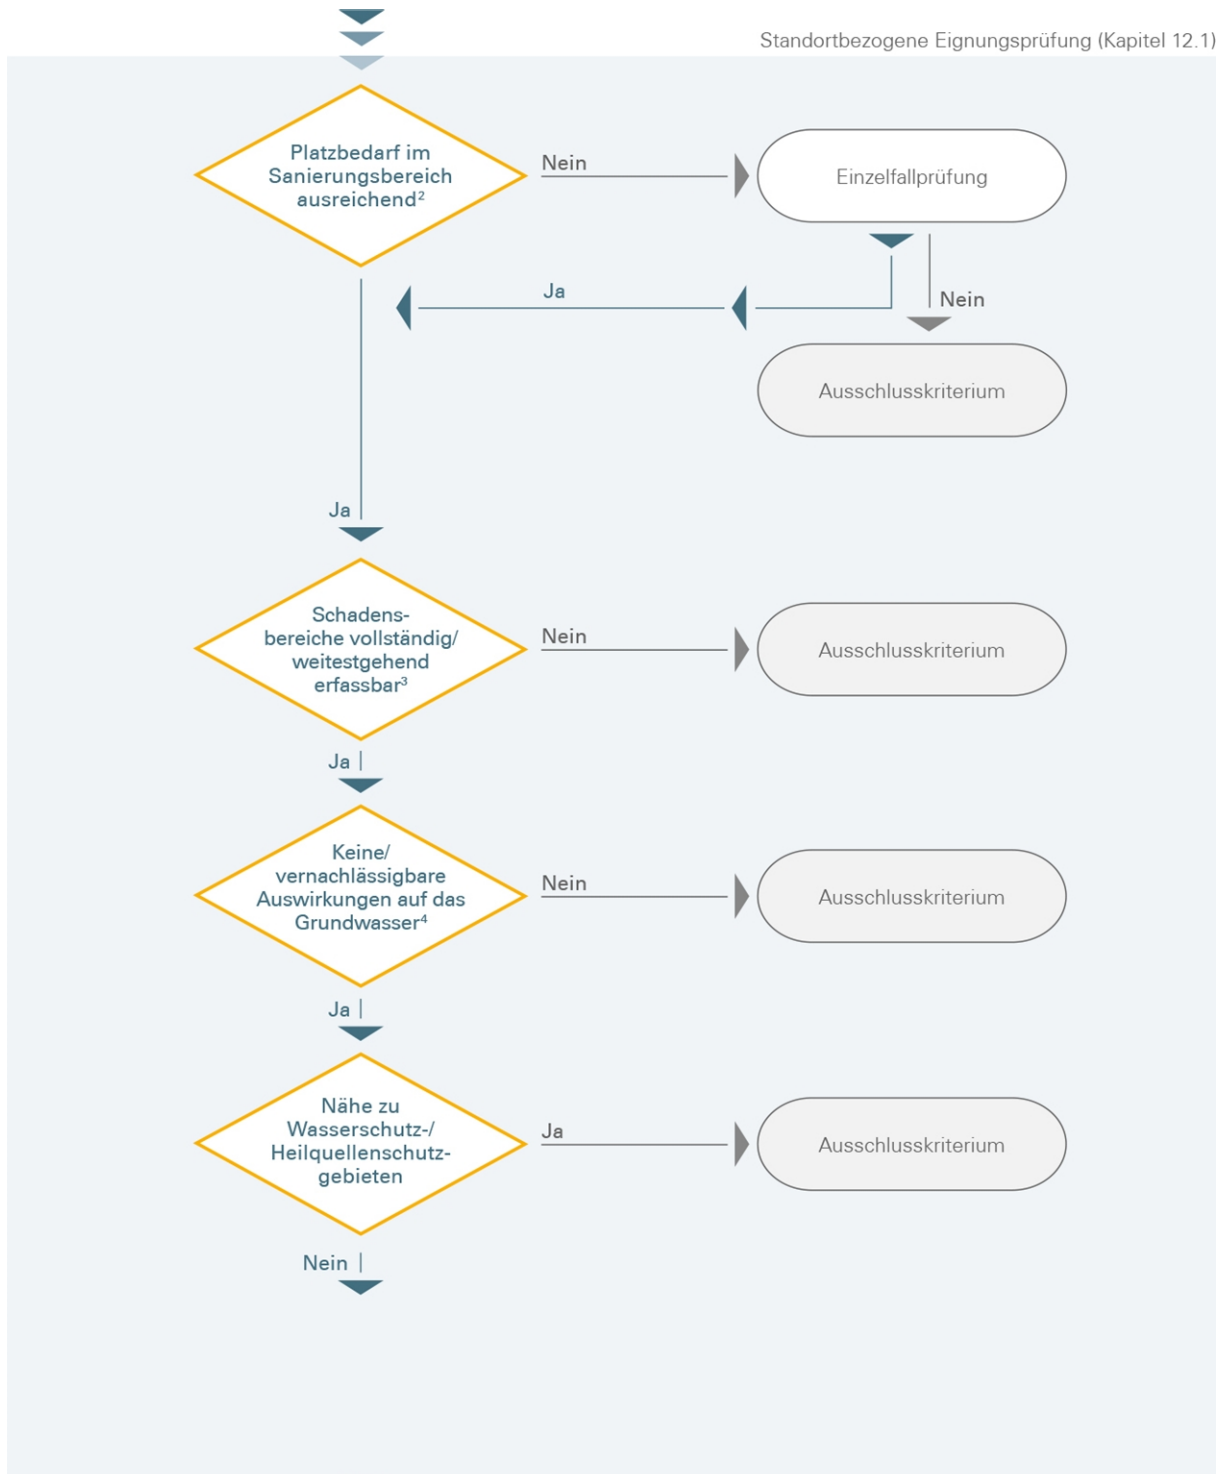 Standortbezogene Eignungsprüfung (Kapitel 12.1)
Platzbedarf im
Sanierungsbereich
ausreichend²
Nein
Einzelfallprüfung
Ja
Nein
Ausschlusskriterium
Ja
Schadens-
bereiche vollständig/
weitestgehend
erfassbar³
Nein
Ausschlusskriterium
Ja
Keine/
vernachlässigbare
Auswirkungen auf das
Grundwasser⁴
Nein
Ausschlusskriterium
Ja
Nähe zu
Wasserschutz-/
Heilquellenschutz-
gebieten
Ja
Ausschlusskriterium
Nein